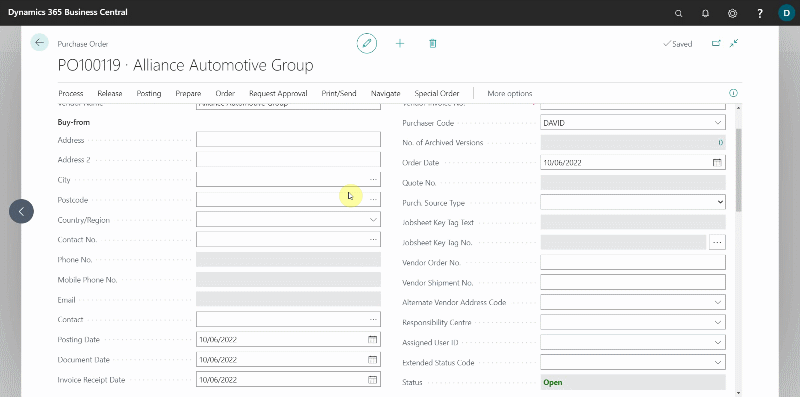 Dynamics 365 Business Central
?
D
Purchase Order
Saved
PO100119 · Alliance Automotive Group
Process Release Posting Prepare Order Request Approval Print/Send Navigate Special Order More options
Vendor Name Alliance Automotive Group
Buy-from
Address
Address 2
City
Postcode
Country/Region
Contact No.
Phone No.
Mobile Phone No.
Email
Contact
Posting Date 10/06/2022
Document Date 10/06/2022
Invoice Receipt Date 10/06/2022
Vendor Invoice No.
Purchaser Code DAVID
No. of Archived Versions 0
Order Date 10/06/2022
Quote No.
Purch. Source Type
Jobsheet Key Tag Text
Jobsheet Key Tag No.
Vendor Order No.
Vendor Shipment No.
Alternate Vendor Address Code
Responsibility Centre
Assigned User ID
Extended Status Code
Status Open